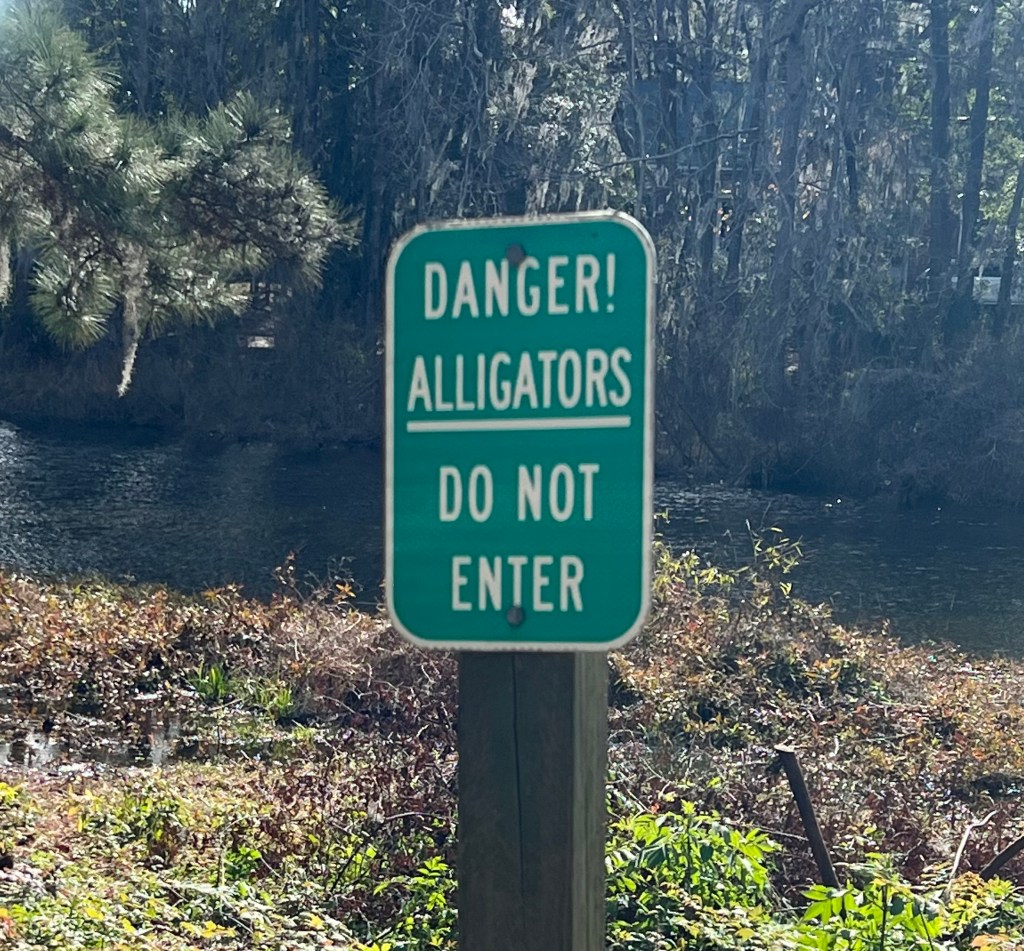 DANGER!
ALLIGATORS
DO NOT
ENTER